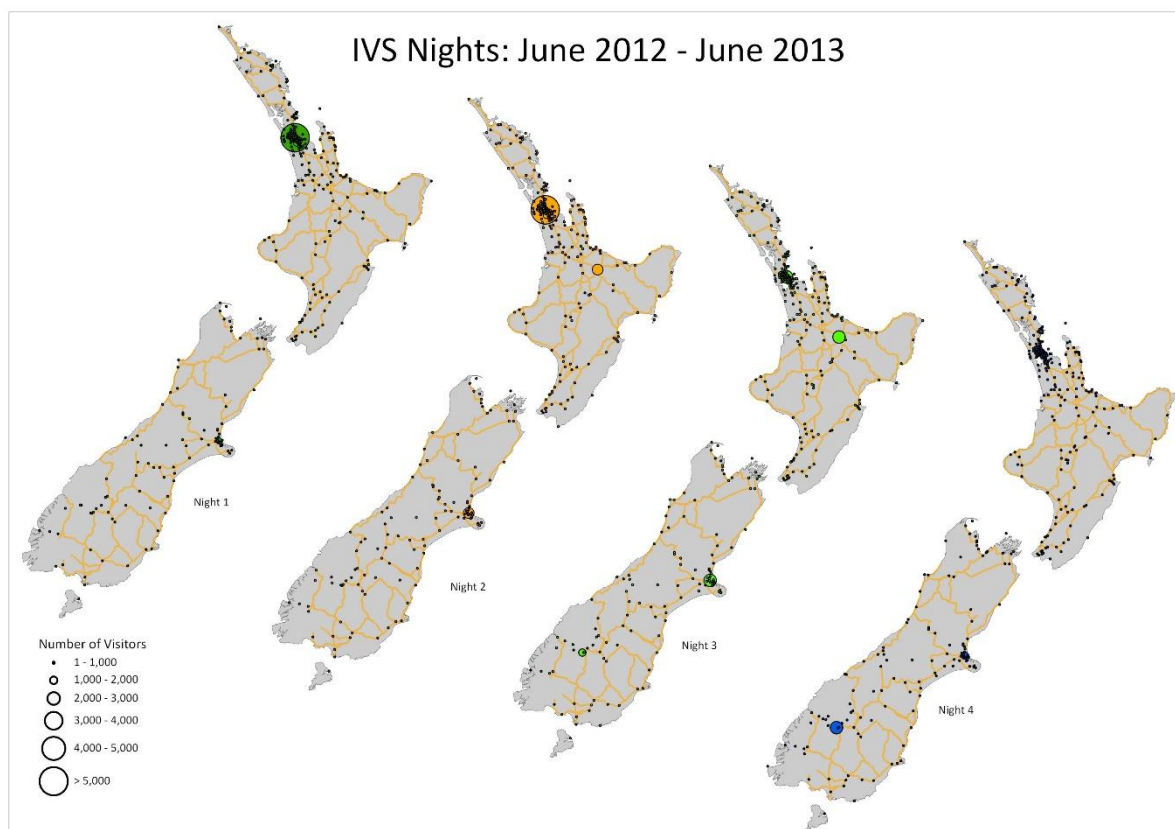 IVS Nights: June 2012 - June 2013
Night 1
Night 2
Night 3
Night 4
Number of Visitors
1 - 1,000
1,000 - 2,000
2,000 - 3,000
3,000 - 4,000
4,000 - 5,000
> 5,000